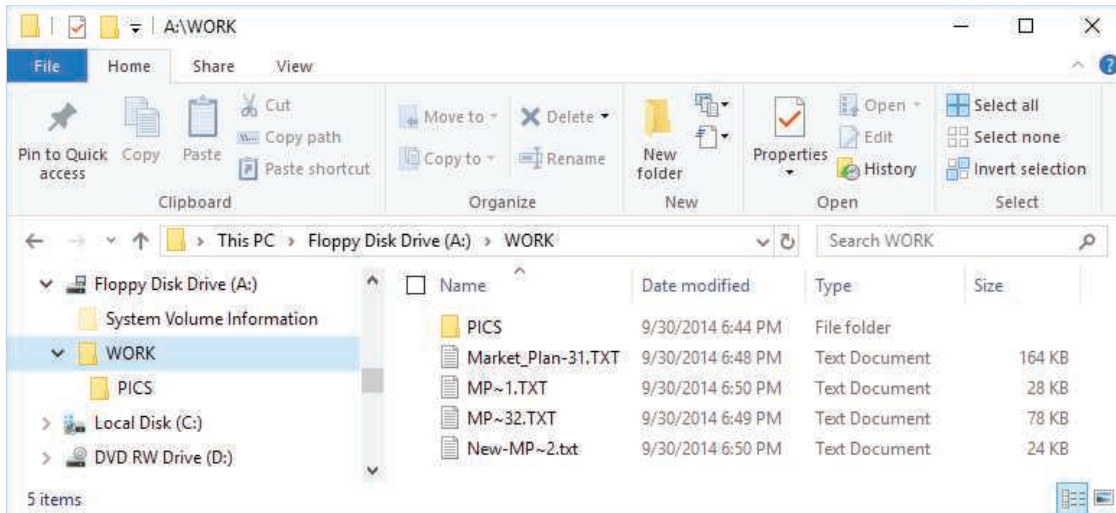 A:\WORK
File Home Share View
Pin to Quick access Copy Paste Cut Copy path Paste shortcut
Clipboard
Move to Copy to Delete Rename
Organize
New folder
New
Properties Open Edit History
Open
Select all Select none Invert selection
Select
This PC > Floppy Disk Drive (A:) > WORK
Search WORK
Floppy Disk Drive (A:)
System Volume Information
WORK
PICS
Local Disk (C:)
DVD RW Drive (D:)
Name Date modified Type Size
PICS 9/30/2014 6:44 PM File folder
Market_Plan-31.TXT 9/30/2014 6:48 PM Text Document 164 KB
MP~1.TXT 9/30/2014 6:50 PM Text Document 28 KB
MP~32.TXT 9/30/2014 6:49 PM Text Document 78 KB
New-MP~2.txt 9/30/2014 6:50 PM Text Document 24 KB
5 items